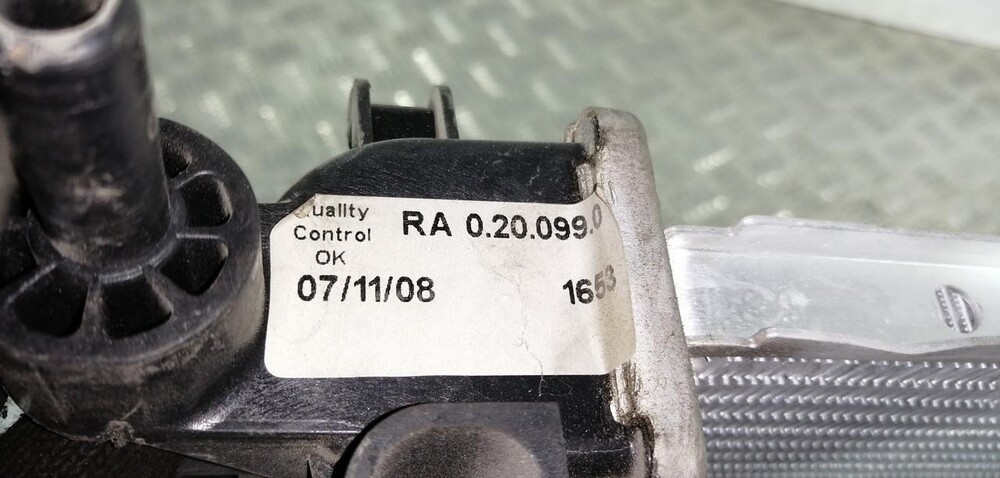 Quality
Control
OK
RA 0.20.099.0
07/11/08
1653